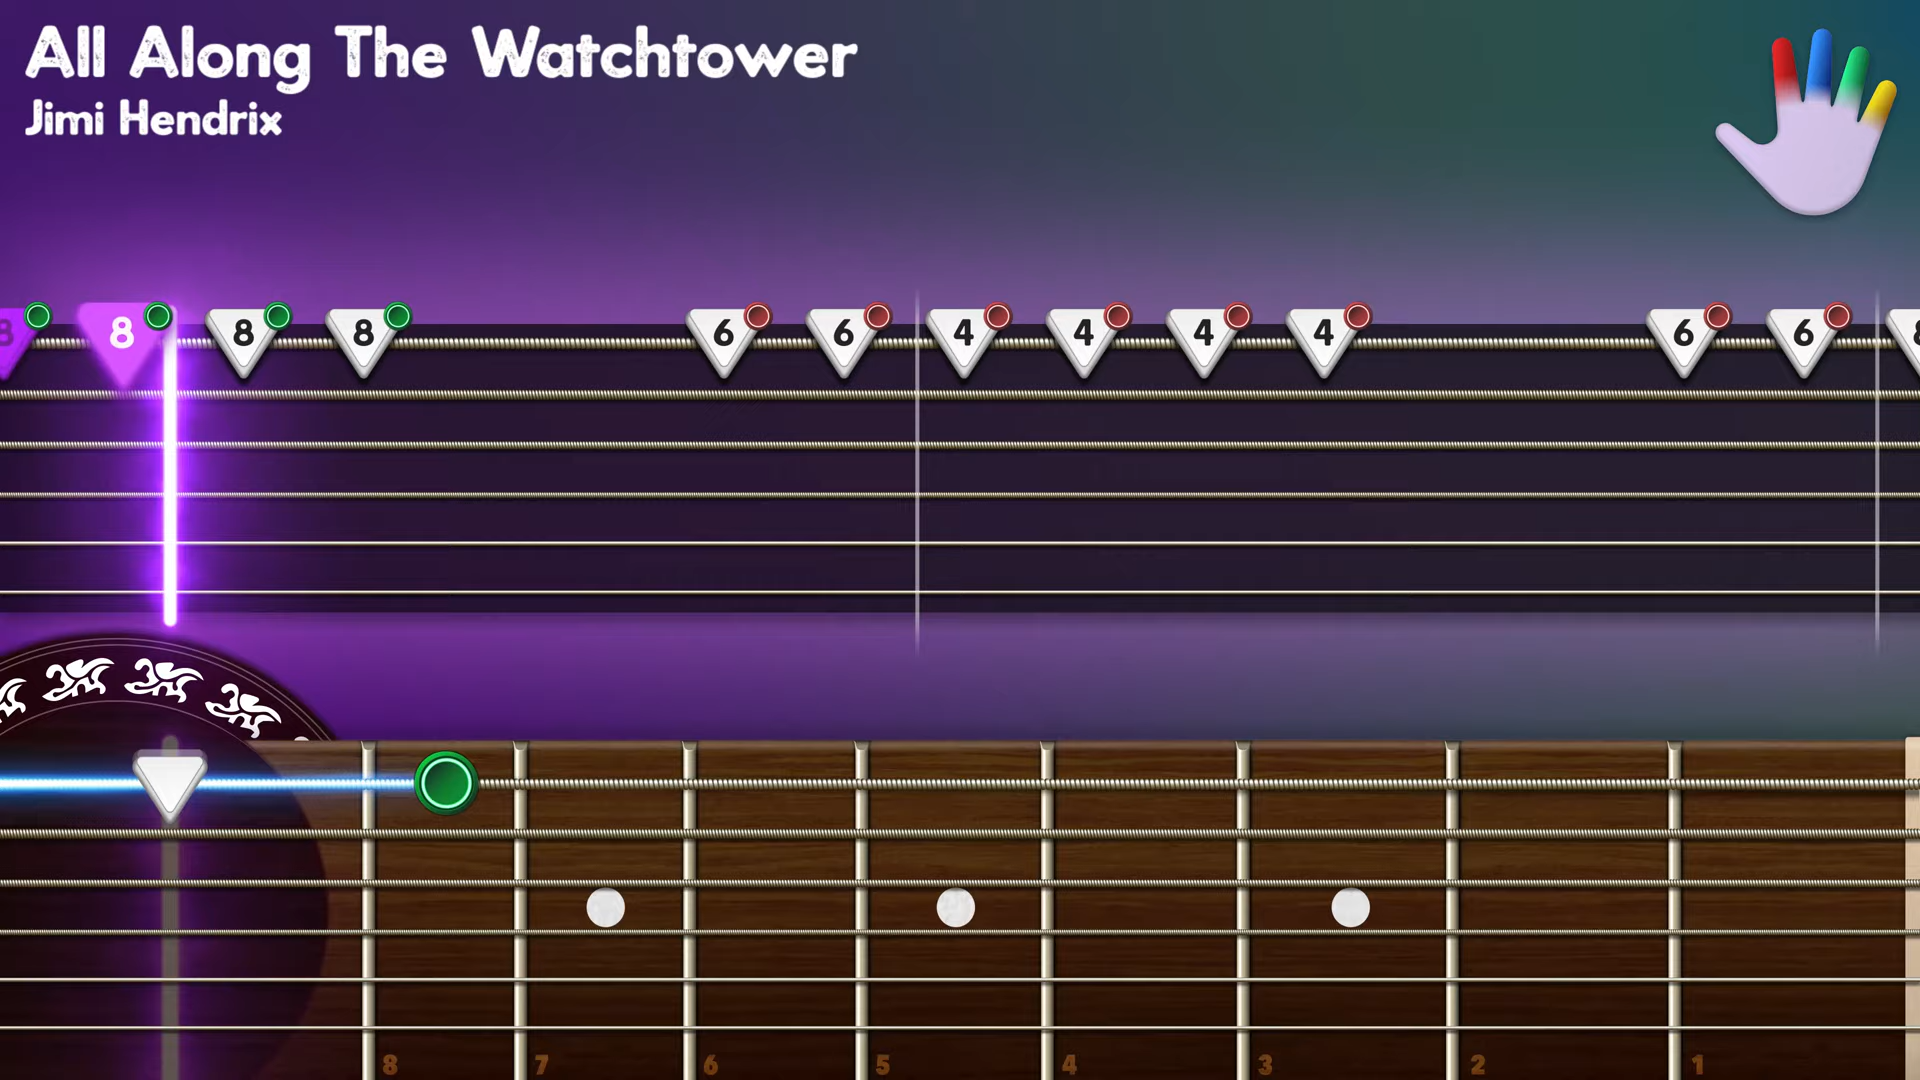 All Along The Watchtower
Jimi Hendrix
8 8 8 8 6 6 4 4 4 4 6 6
8 7 6 5 4 3 2 1